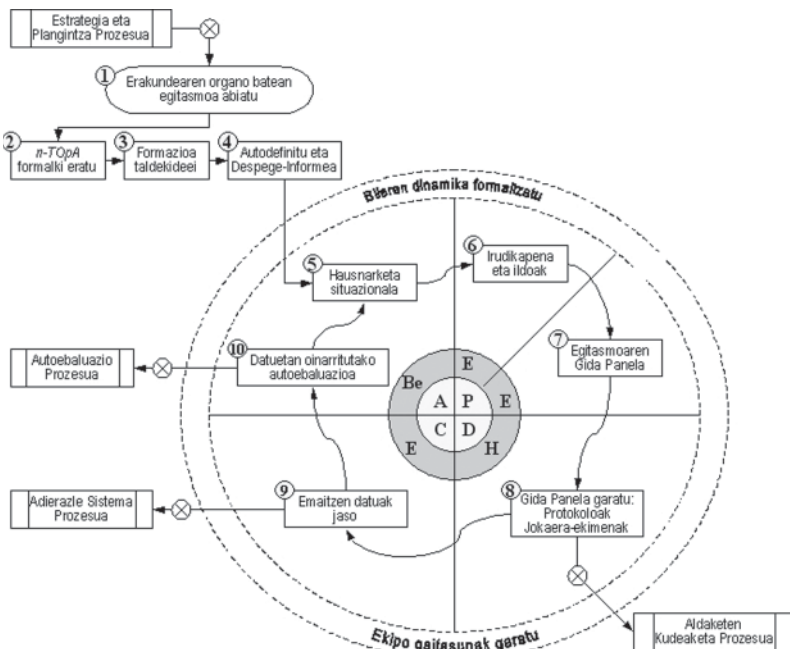 Estrategia eta
Plangintza Prozesua
1
Erakundearen organo batean
egitasmoa abiatu
2
n-TOpA
formalki eratu
3
Formazioa
taldekideei
4
Autodefinitu eta
Despege-Informea
Bileren dinamika formalizatu
5
Hausnarketa
situazionala
6
Irudikapena
eta ildoak
7
Egitasmoaren
Gida Panela
10
Datuetan oinarritutako
autoebaluazioa
Autoebaluazio
Prozesua
Be E
A P E
C D
E H
9
Emaitzen datuak
jaso
Adierazle Sistema
Prozesua
8
Gida Panela garatu:
Protokoloak
Jokaera-ekimenak
Ekipo gaitasunak garatu
Aldaketen
Kudeaketa Prozesua